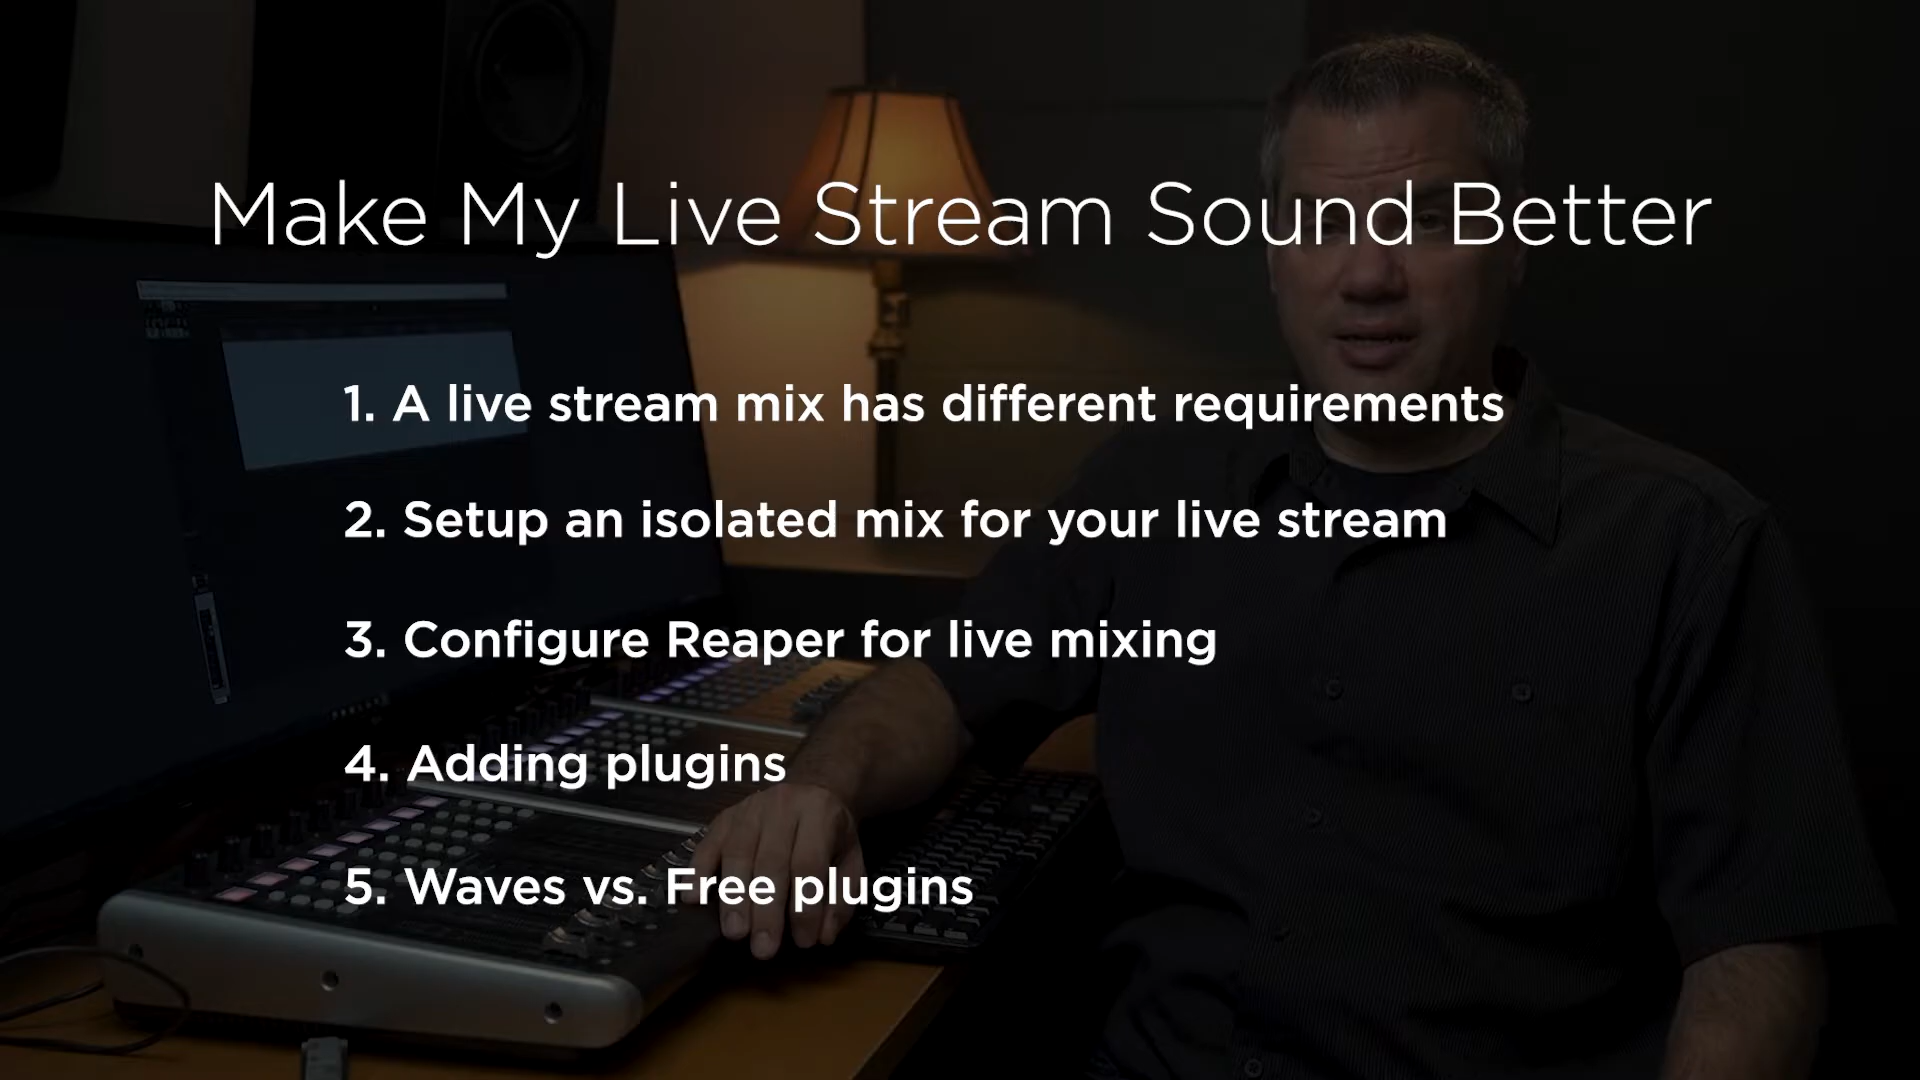 Make My Live Stream Sound Better
1. A live stream mix has different requirements
2. Setup an isolated mix for your live stream
3. Configure Reaper for live mixing
4. Adding plugins
5. Waves vs. Free plugins